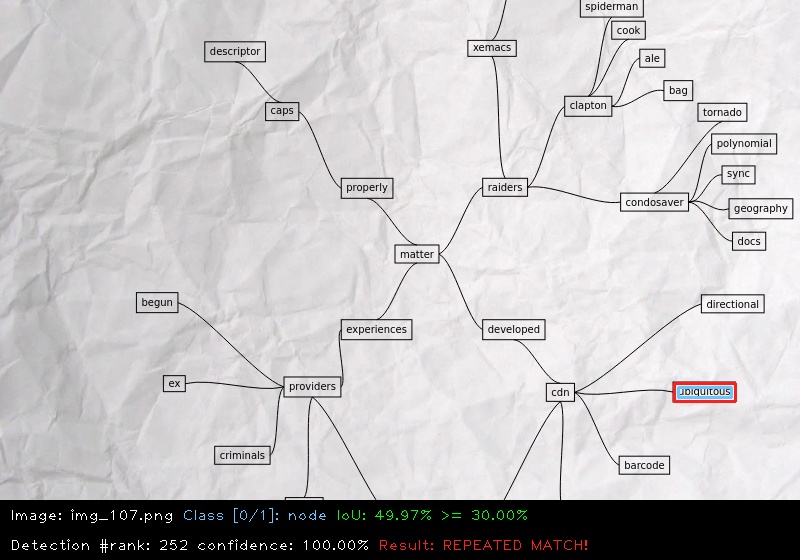 spiderman
cook
xemacs
descriptor
ale
bag
clapton
caps
tornado
polynomial
sync
properly
raiders
condosaver
geography
docs
matter
begun
directional
experiences
developed
ex
providers
cdn
ubiquitous
criminals
barcode
Image: img_107.png Class [0/1]: node IoU: 49.97% >= 30.00%
Detection #rank: 252 confidence: 100.00% Result: REPEATED MATCH!